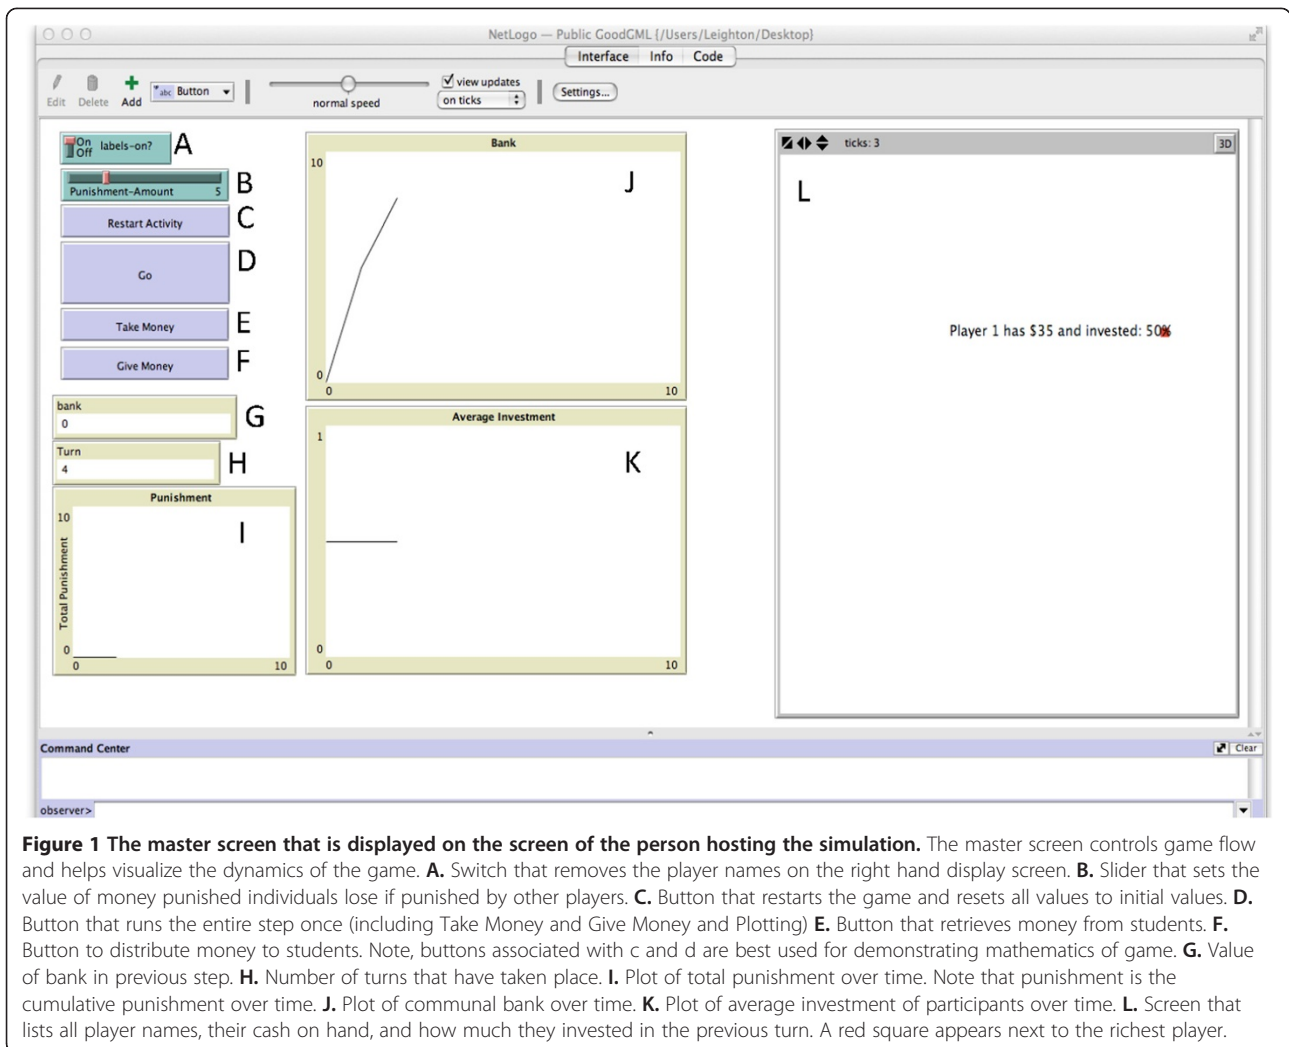 NetLogo — Public GoodGML {/Users/Leighton/Desktop}
Interface Info Code
Edit Delete Add abc Button normal speed view updates on ticks Settings...
On Off labels-on? A
Punishment-Amount 5 B
Restart Activity C
Go D
Take Money E
Give Money F
bank
0 G
Turn
4 H
Punishment
10
I
Total Punishment
0
0 10
Bank
10
J
0
0 10
Average Investment
1
K
0
0 10
ticks: 3 3D
L
Player 1 has $35 and invested: 50%
Command Center Clear
observer>
Figure 1 The master screen that is displayed on the screen of the person hosting the simulation. The master screen controls game flow
and helps visualize the dynamics of the game. A. Switch that removes the player names on the right hand display screen. B. Slider that sets the
value of money punished individuals lose if punished by other players. C. Button that restarts the game and resets all values to initial values. D.
Button that runs the entire step once (including Take Money and Give Money and Plotting) E. Button that retrieves money from students. F.
Button to distribute money to students. Note, buttons associated with c and d are best used for demonstrating mathematics of game. G. Value
of bank in previous step. H. Number of turns that have taken place. I. Plot of total punishment over time. Note that punishment is the
cumulative punishment over time. J. Plot of communal bank over time. K. Plot of average investment of participants over time. L. Screen that
lists all player names, their cash on hand, and how much they invested in the previous turn. A red square appears next to the richest player.